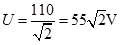 U = 110/√2 = 55√2V